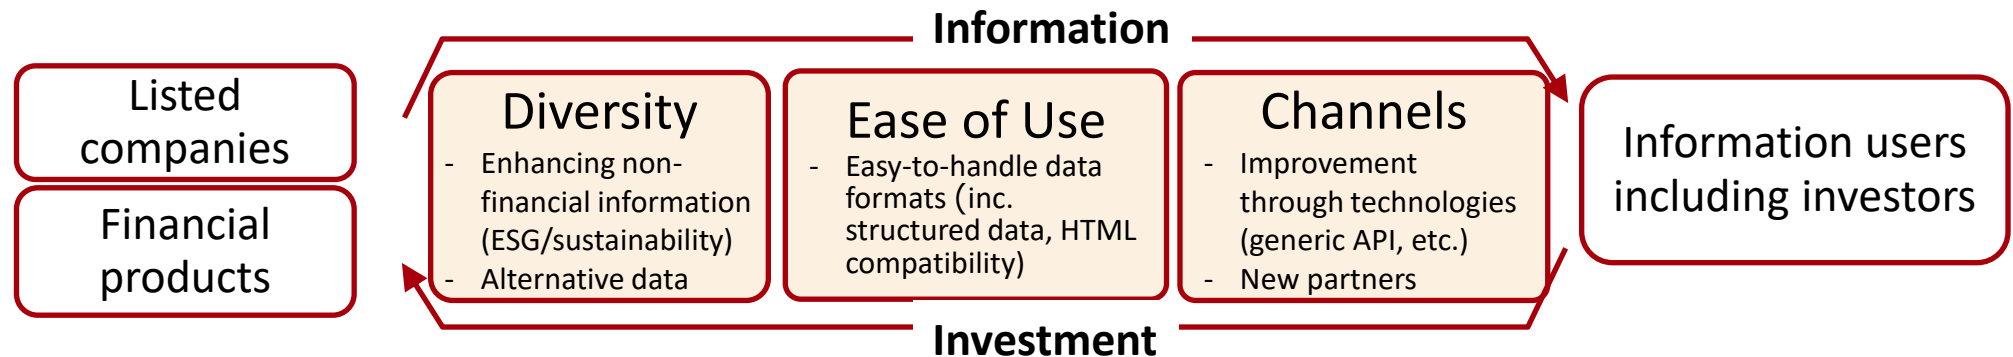 Information
Listed
companies
Financial
products
Diversity
- Enhancing non-
financial information
(ESG/sustainability)
- Alternative data
Ease of Use
- Easy-to-handle data
formats (inc.
structured data, HTML
compatibility)
Channels
- Improvement
through technologies
(generic API, etc.)
- New partners
Information users
including investors
Investment